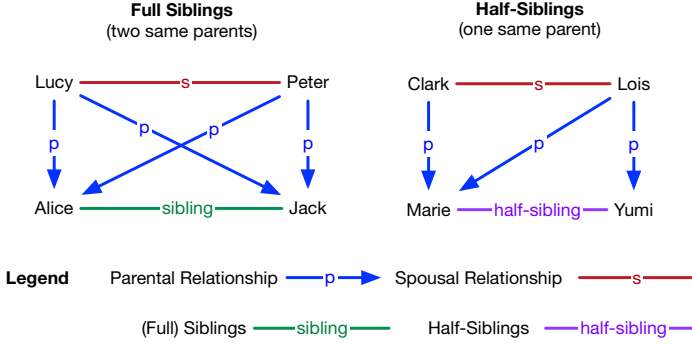 Full Siblings
(two same parents)
Half-Siblings
(one same parent)
Lucy s Peter
Clark s Lois
p p p p
p p p
Alice sibling Jack
Marie half-sibling Yumi
Legend Parental Relationship p Spousal Relationship s
(Full) Siblings sibling Half-Siblings half-sibling